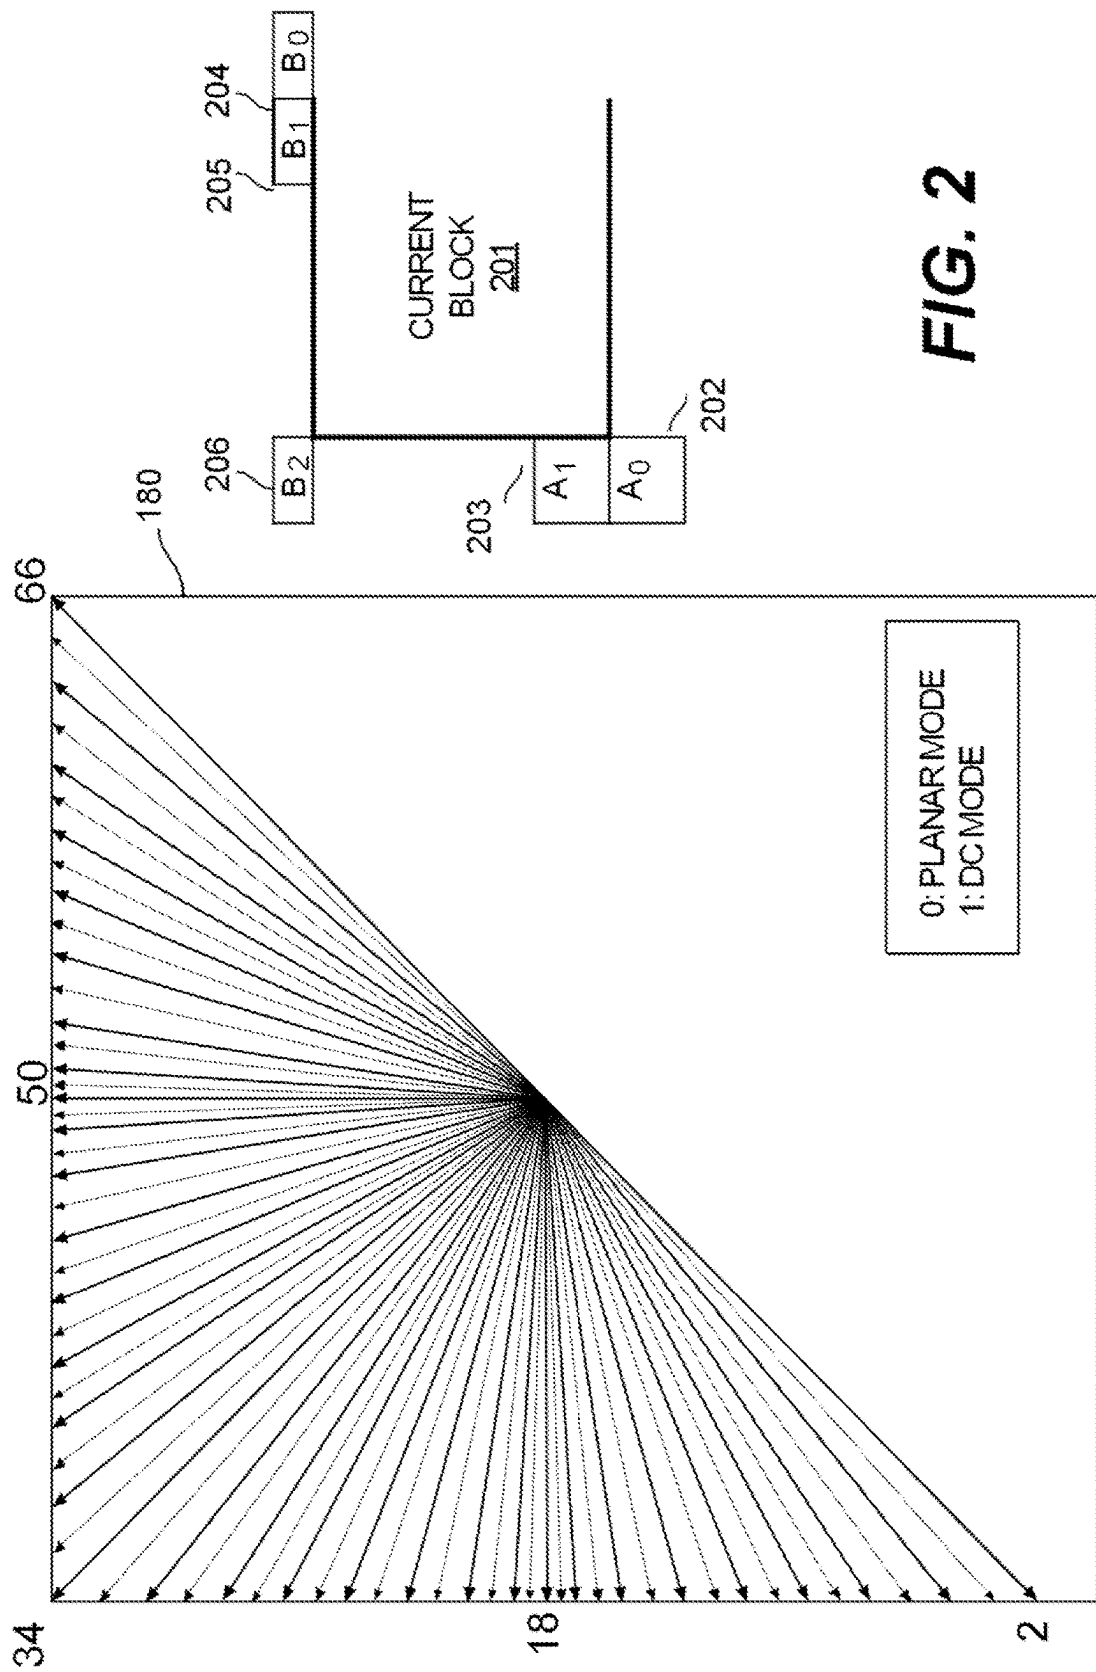 34
50
66
18
2
180
0: PLANAR MODE
1: DC MODE
206
B2
205
204
B1
B0
CURRENT
BLOCK
201
203
A1
A0
202
FIG. 2